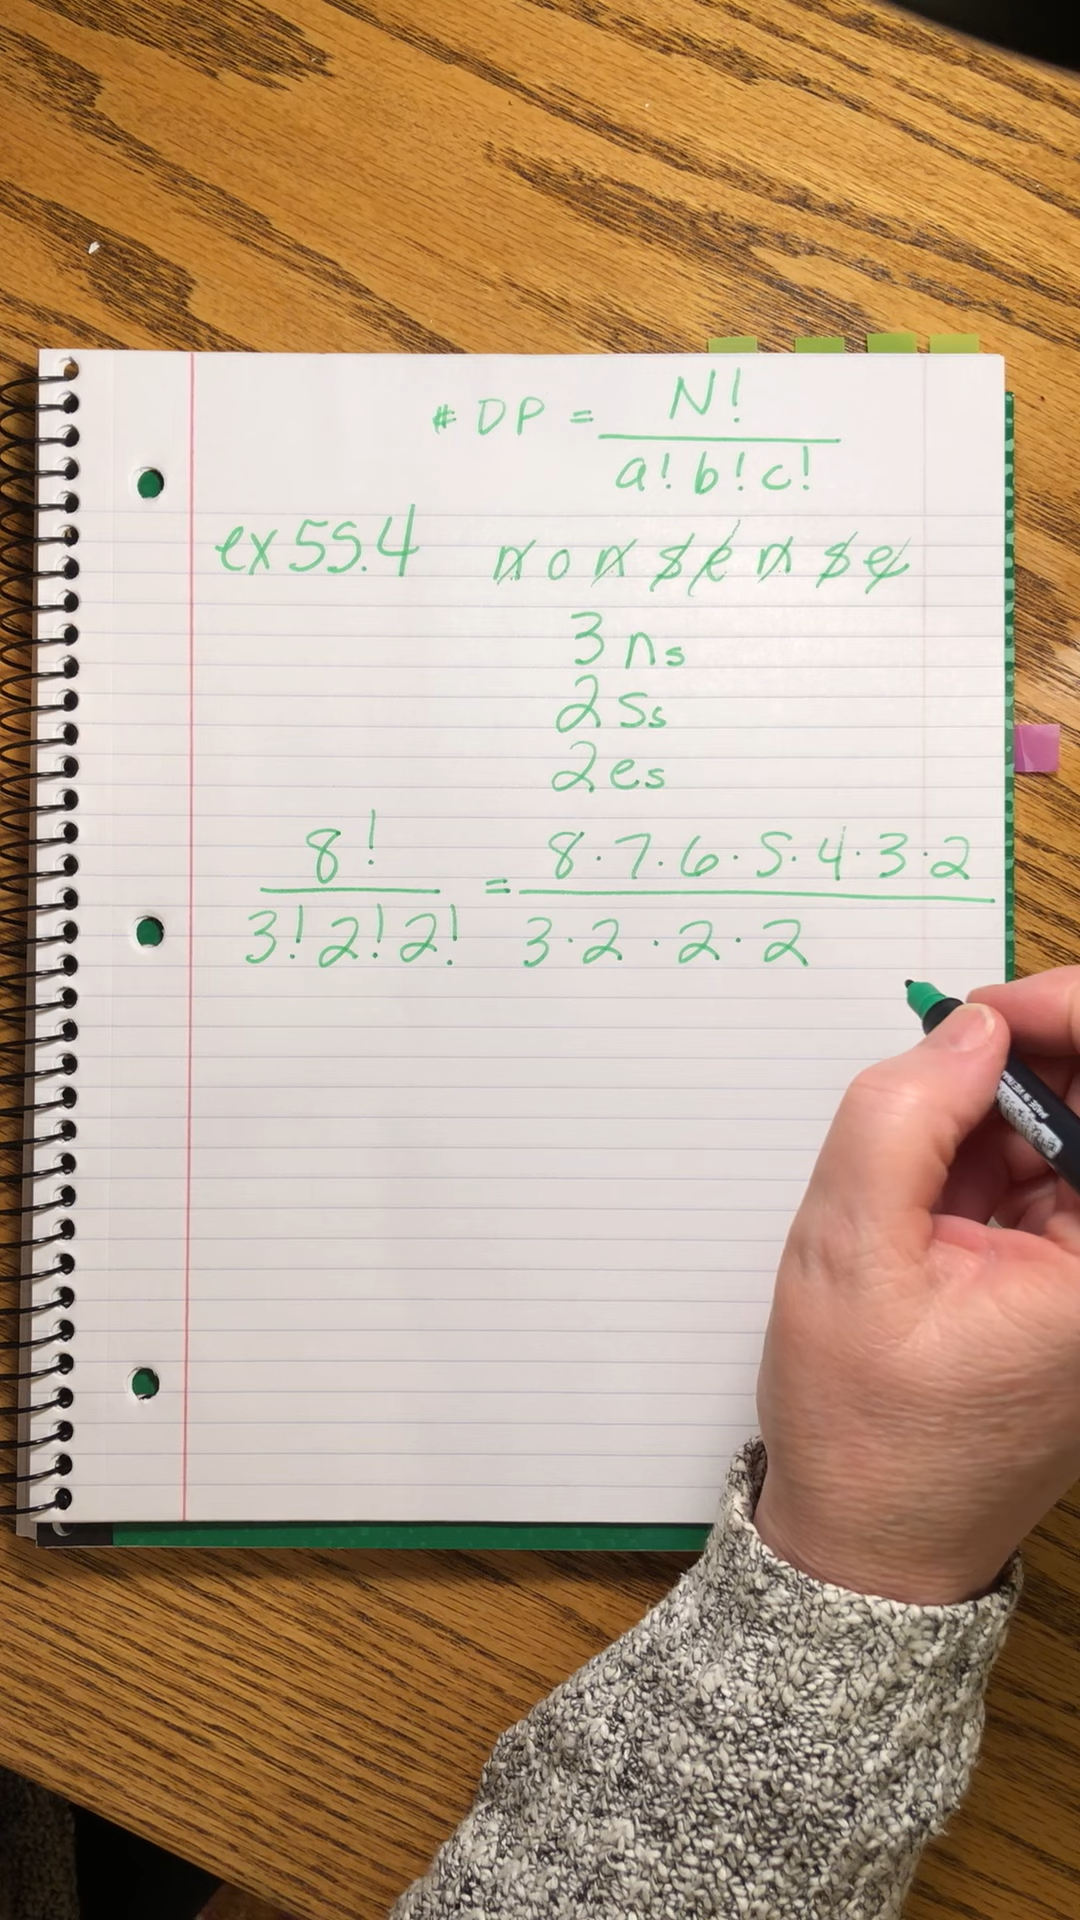 # DP = N!
a! b! c!
ex 55.4 nonsense
3 ns
2 Ss
2 es
8! = 8·7·6·5·4·3·2
3! 2! 2! 3·2·2·2